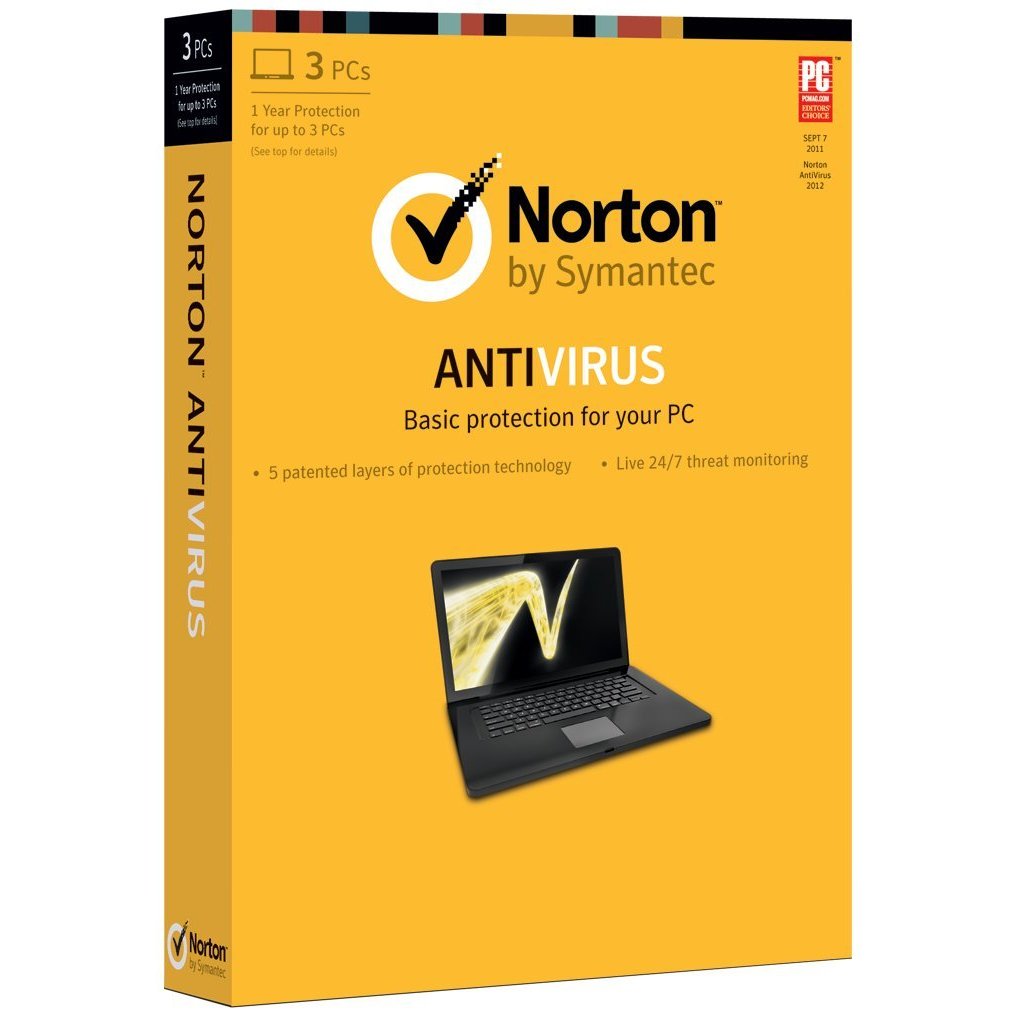 3 PCs
1 Year Protection
for up to 3 PCs
(See top for details)
NORTON™ ANTIVIRUS
Norton
by Symantec
3 PCs
1 Year Protection
for up to 3 PCs
(See top for details)
PC™
PCMAG.COM
EDITORS'
CHOICE
SEPT 7
2011
Norton
AntiVirus
2012
Norton™
by Symantec
ANTIVIRUS
Basic protection for your PC
• 5 patented layers of protection technology • Live 24/7 threat monitoring